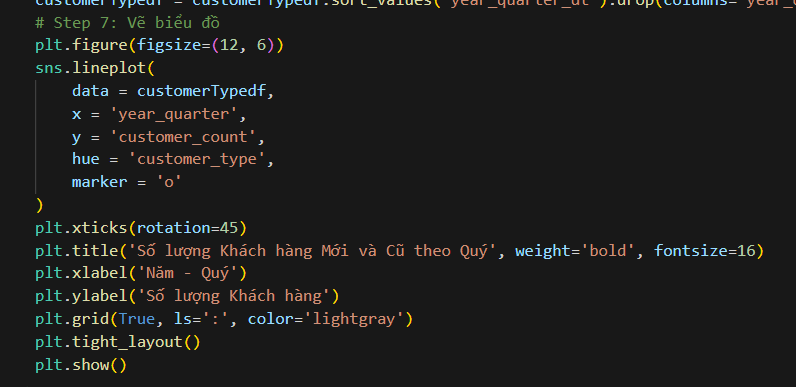 customerTypedf = customerTypedf.sort_values('year_quarter_dt').drop(columns='year_q
# Step 7: Vẽ biểu đồ
plt.figure(figsize=(12, 6))
sns.lineplot(
    data = customerTypedf,
    x = 'year_quarter',
    y = 'customer_count',
    hue = 'customer_type',
    marker = 'o'
)
plt.xticks(rotation=45)
plt.title('Số lượng Khách hàng Mới và Cũ theo Quý', weight='bold', fontsize=16)
plt.xlabel('Năm - Quý')
plt.ylabel('Số lượng Khách hàng')
plt.grid(True, ls=':', color='lightgray')
plt.tight_layout()
plt.show()